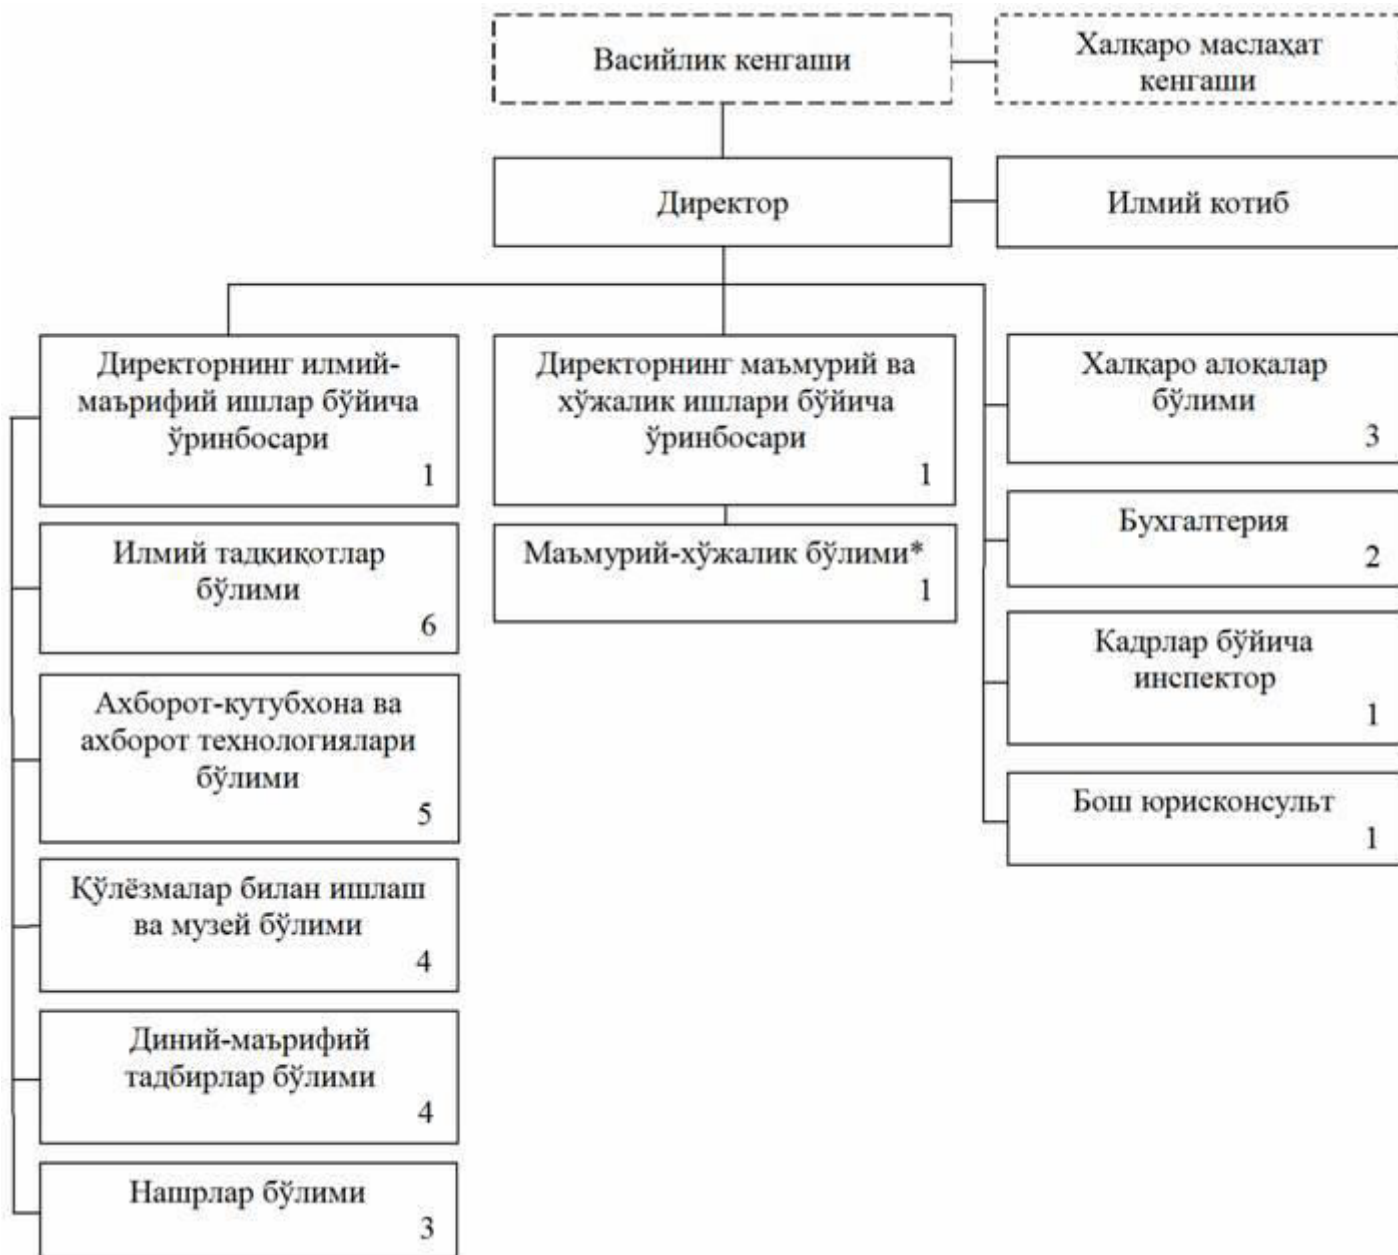 Васийлик кенгаши
Халқаро маслаҳат
кенгаши
Директор
Илмий котиб
Директорнинг илмий-
маърифий ишлар бўйича
ўринбосари
1
Илмий тадқиқотлар
бўлими
6
Ахборот-кутубхона ва
ахборот технологиялари
бўлими
5
Қўлёзмалар билан ишлаш
ва музей бўлими
4
Диний-маърифий
тадбирлар бўлими
4
Нашрлар бўлими
3
Директорнинг маъмурий ва
хўжалик ишлари бўйича
ўринбосари
1
Маъмурий-хўжалик бўлими*
1
Халқаро алоқалар
бўлими
3
Бухгалтерия
2
Кадрлар бўйича
инспектор
1
Бош юрисконсульт
1